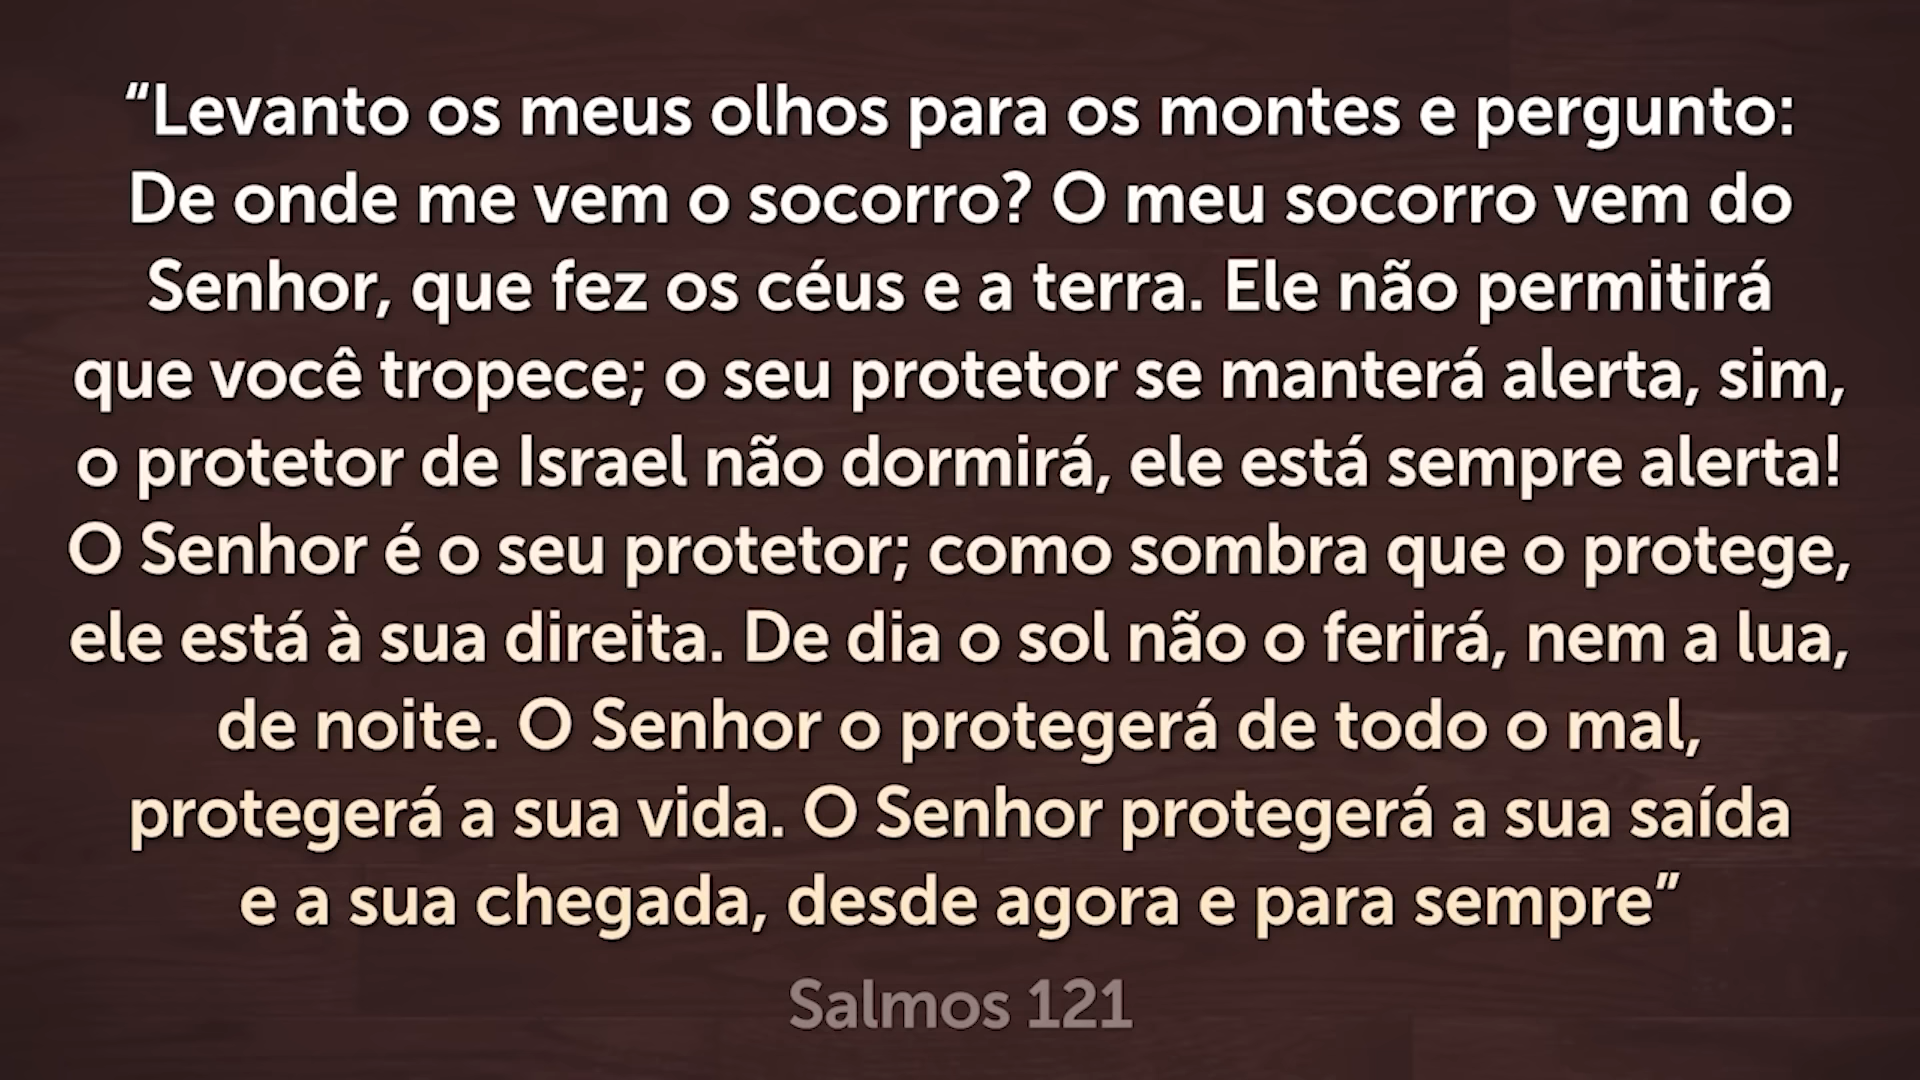 “Levanto os meus olhos para os montes e pergunto:
De onde me vem o socorro? O meu socorro vem do
Senhor, que fez os céus e a terra. Ele não permitirá
que você tropece; o seu protetor se manterá alerta, sim,
o protetor de Israel não dormirá, ele está sempre alerta!
O Senhor é o seu protetor; como sombra que o protege,
ele está à sua direita. De dia o sol não o ferirá, nem a lua,
de noite. O Senhor o protegerá de todo o mal,
protegerá a sua vida. O Senhor protegerá a sua saída
e a sua chegada, desde agora e para sempre”
Salmos 121